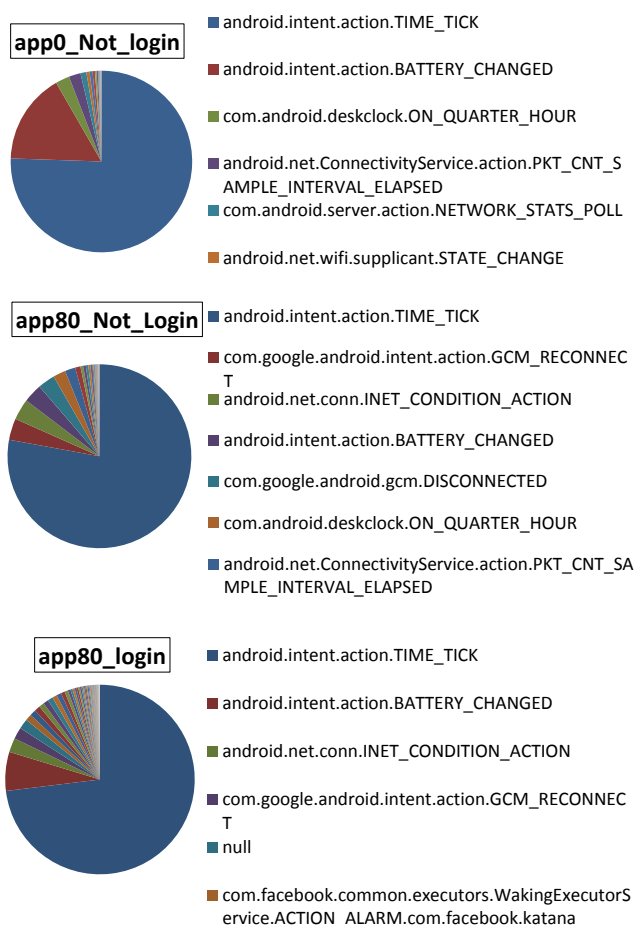 app0_Not_login
android.intent.action.TIME_TICK
android.intent.action.BATTERY_CHANGED
com.android.deskclock.ON_QUARTER_HOUR
android.net.ConnectivityService.action.PKT_CNT_S
AMPLE_INTERVAL_ELAPSED
com.android.server.action.NETWORK_STATS_POLL
android.net.wifi.supplicant.STATE_CHANGE
app80_Not_Login
android.intent.action.TIME_TICK
com.google.android.intent.action.GCM_RECONNEC
T
android.net.conn.INET_CONDITION_ACTION
android.intent.action.BATTERY_CHANGED
com.google.android.gcm.DISCONNECTED
com.android.deskclock.ON_QUARTER_HOUR
android.net.ConnectivityService.action.PKT_CNT_SA
MPLE_INTERVAL_ELAPSED
app80_login
android.intent.action.TIME_TICK
android.intent.action.BATTERY_CHANGED
android.net.conn.INET_CONDITION_ACTION
com.google.android.intent.action.GCM_RECONNEC
T
null
com.facebook.common.executors.WakingExecutorS
ervice.ACTION_ALARM.com.facebook.katana